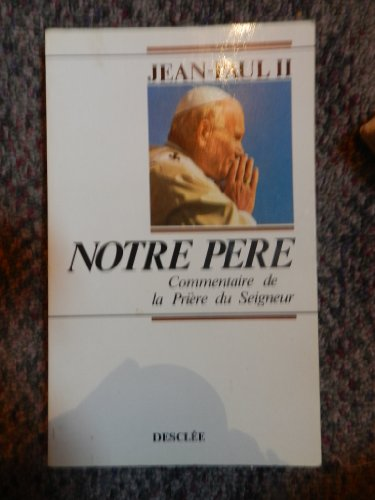 JEAN-PAUL II
NOTRE PERE
Commentaire de
la Prière du Seigneur
DESCLÉE